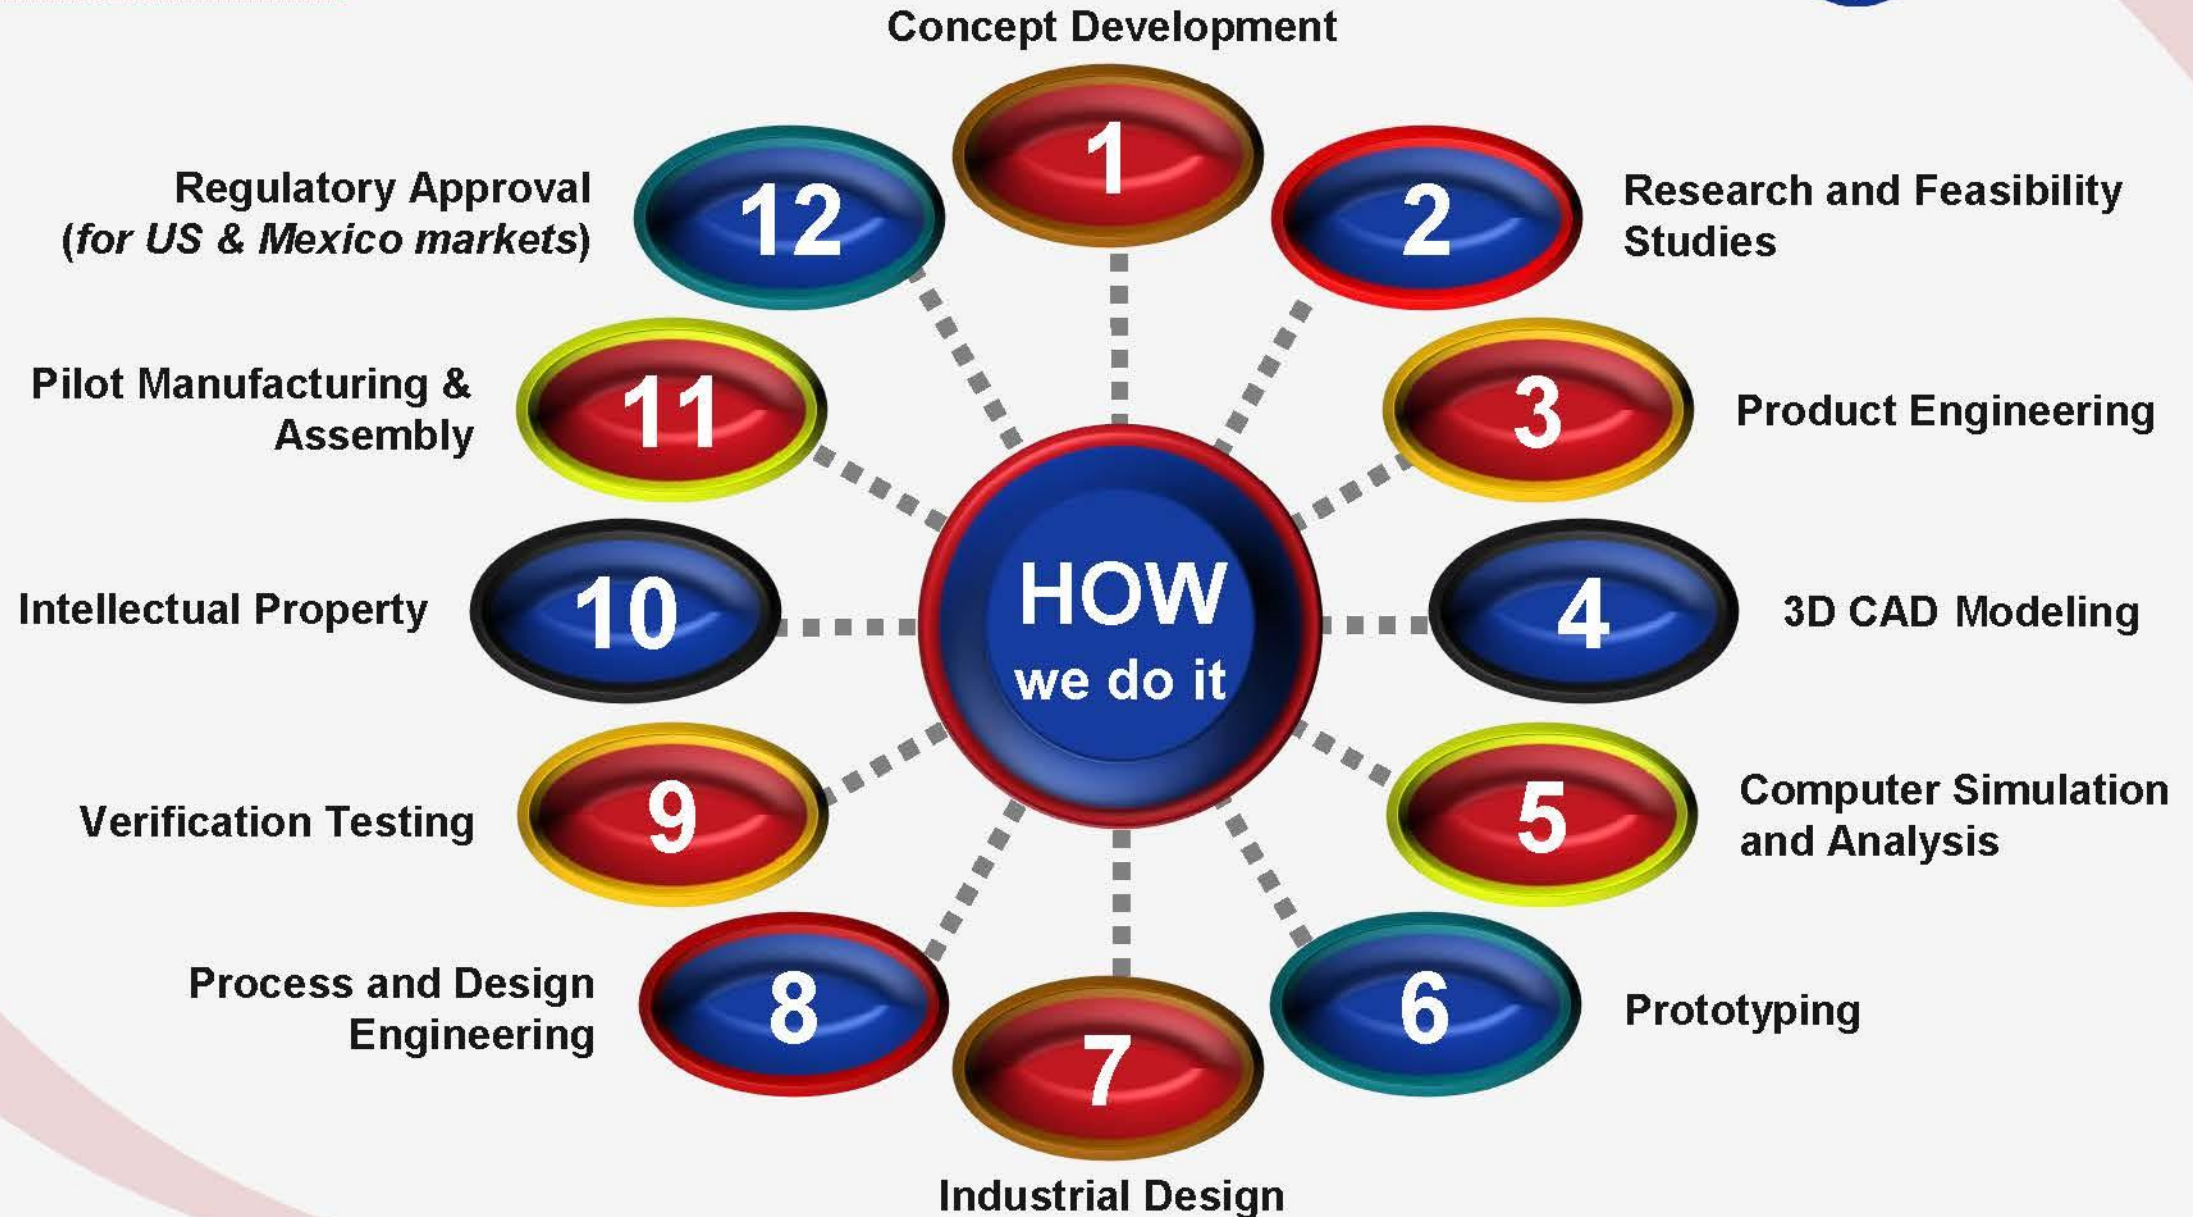 Concept Development
1
2
Research and Feasibility
Studies
3
Product Engineering
4
3D CAD Modeling
5
Computer Simulation
and Analysis
6
Prototyping
7
Industrial Design
8
Process and Design
Engineering
9
Verification Testing
10
Intellectual Property
11
Pilot Manufacturing &
Assembly
12
Regulatory Approval
(for US & Mexico markets)
HOW
we do it